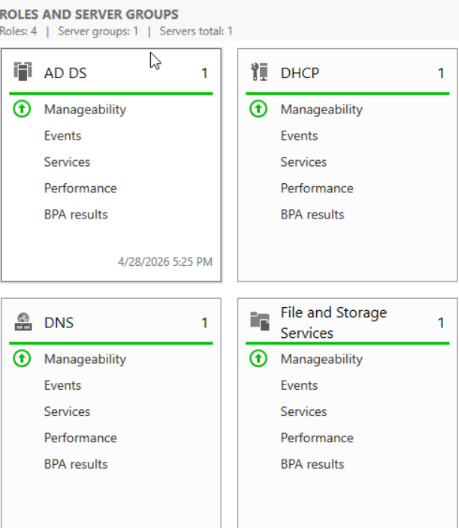 ROLES AND SERVER GROUPS
Roles: 4 | Server groups: 1 | Servers total: 1
AD DS 1
Manageability
Events
Services
Performance
BPA results
4/28/2026 5:25 PM
DHCP 1
Manageability
Events
Services
Performance
BPA results
DNS 1
Manageability
Events
Services
Performance
BPA results
File and Storage
Services 1
Manageability
Events
Services
Performance
BPA results